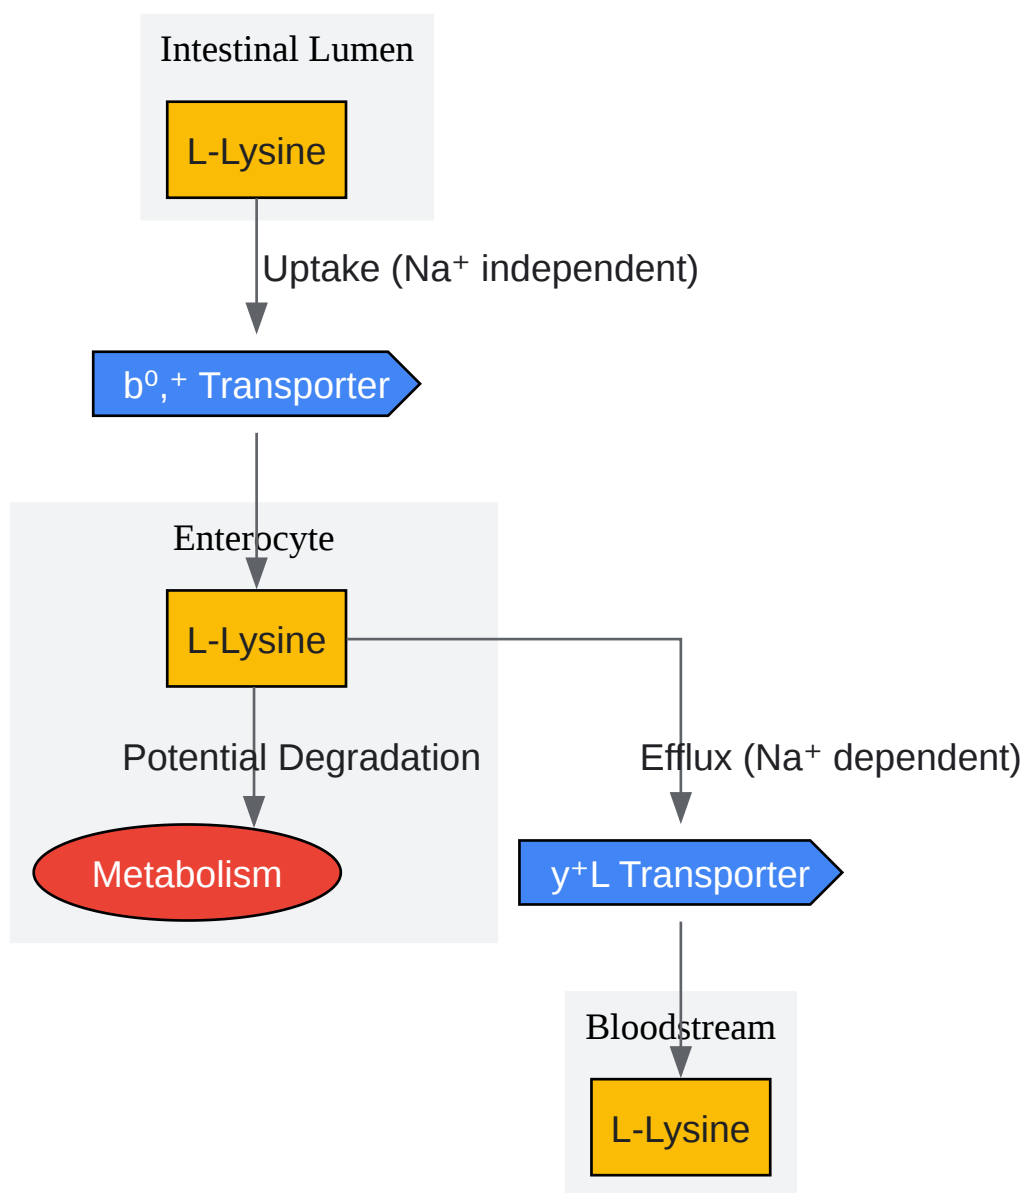 Intestinal Lumen
L-Lysine
Uptake (Na⁺ independent)
b⁰,⁺ Transporter
Enterocyte
L-Lysine
Potential Degradation
Efflux (Na⁺ dependent)
Metabolism
y⁺L Transporter
Bloodstream
L-Lysine